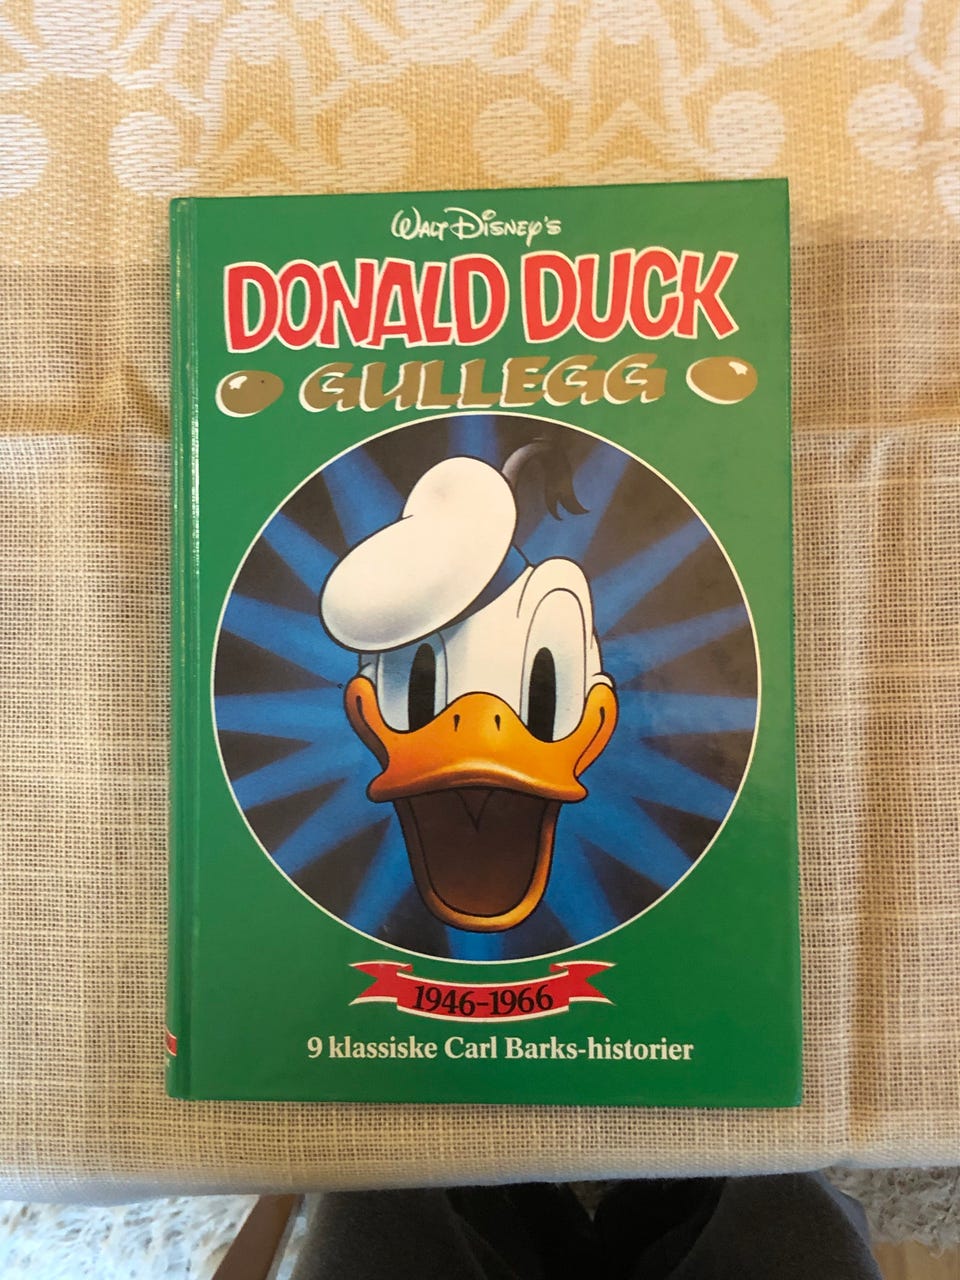 WALT DISNEY'S
DONALD DUCK
GULLEGG
1946-1966
9 klassiske Carl Barks-historier